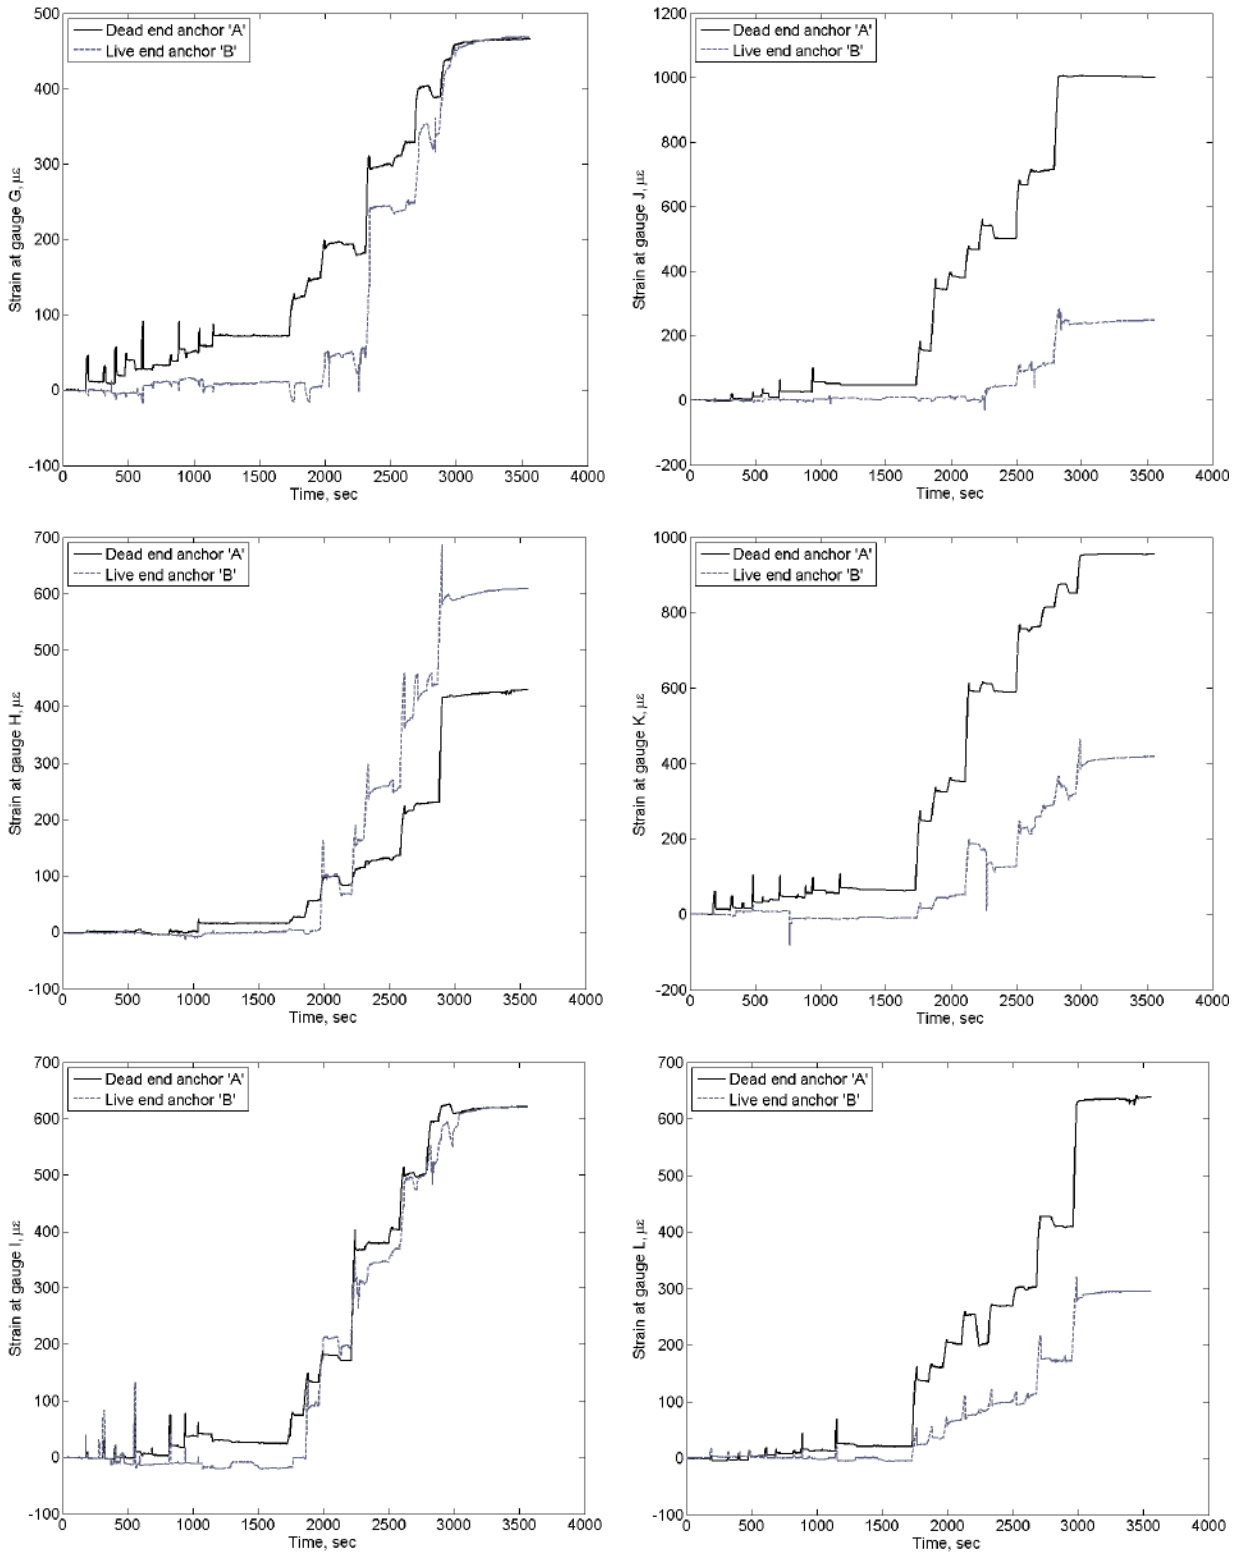 500
400
300
200
100
0
-100
Strain at gauge G, με
Dead end anchor 'A'
Live end anchor 'B'
0 500 1000 1500 2000 2500 3000 3500 4000
Time, sec
1200
1000
800
600
400
200
0
-200
Strain at gauge J, με
Dead end anchor 'A'
Live end anchor 'B'
0 500 1000 1500 2000 2500 3000 3500 4000
Time, sec
700
600
500
400
300
200
100
0
-100
Strain at gauge H, με
Dead end anchor 'A'
Live end anchor 'B'
0 500 1000 1500 2000 2500 3000 3500 4000
Time, sec
1000
800
600
400
200
0
-200
Strain at gauge K, με
Dead end anchor 'A'
Live end anchor 'B'
0 500 1000 1500 2000 2500 3000 3500 4000
Time, sec
700
600
500
400
300
200
100
0
-100
Strain at gauge I, με
Dead end anchor 'A'
Live end anchor 'B'
0 500 1000 1500 2000 2500 3000 3500 4000
Time, sec
700
600
500
400
300
200
100
0
-100
Strain at gauge L, με
Dead end anchor 'A'
Live end anchor 'B'
0 500 1000 1500 2000 2500 3000 3500 4000
Time, sec